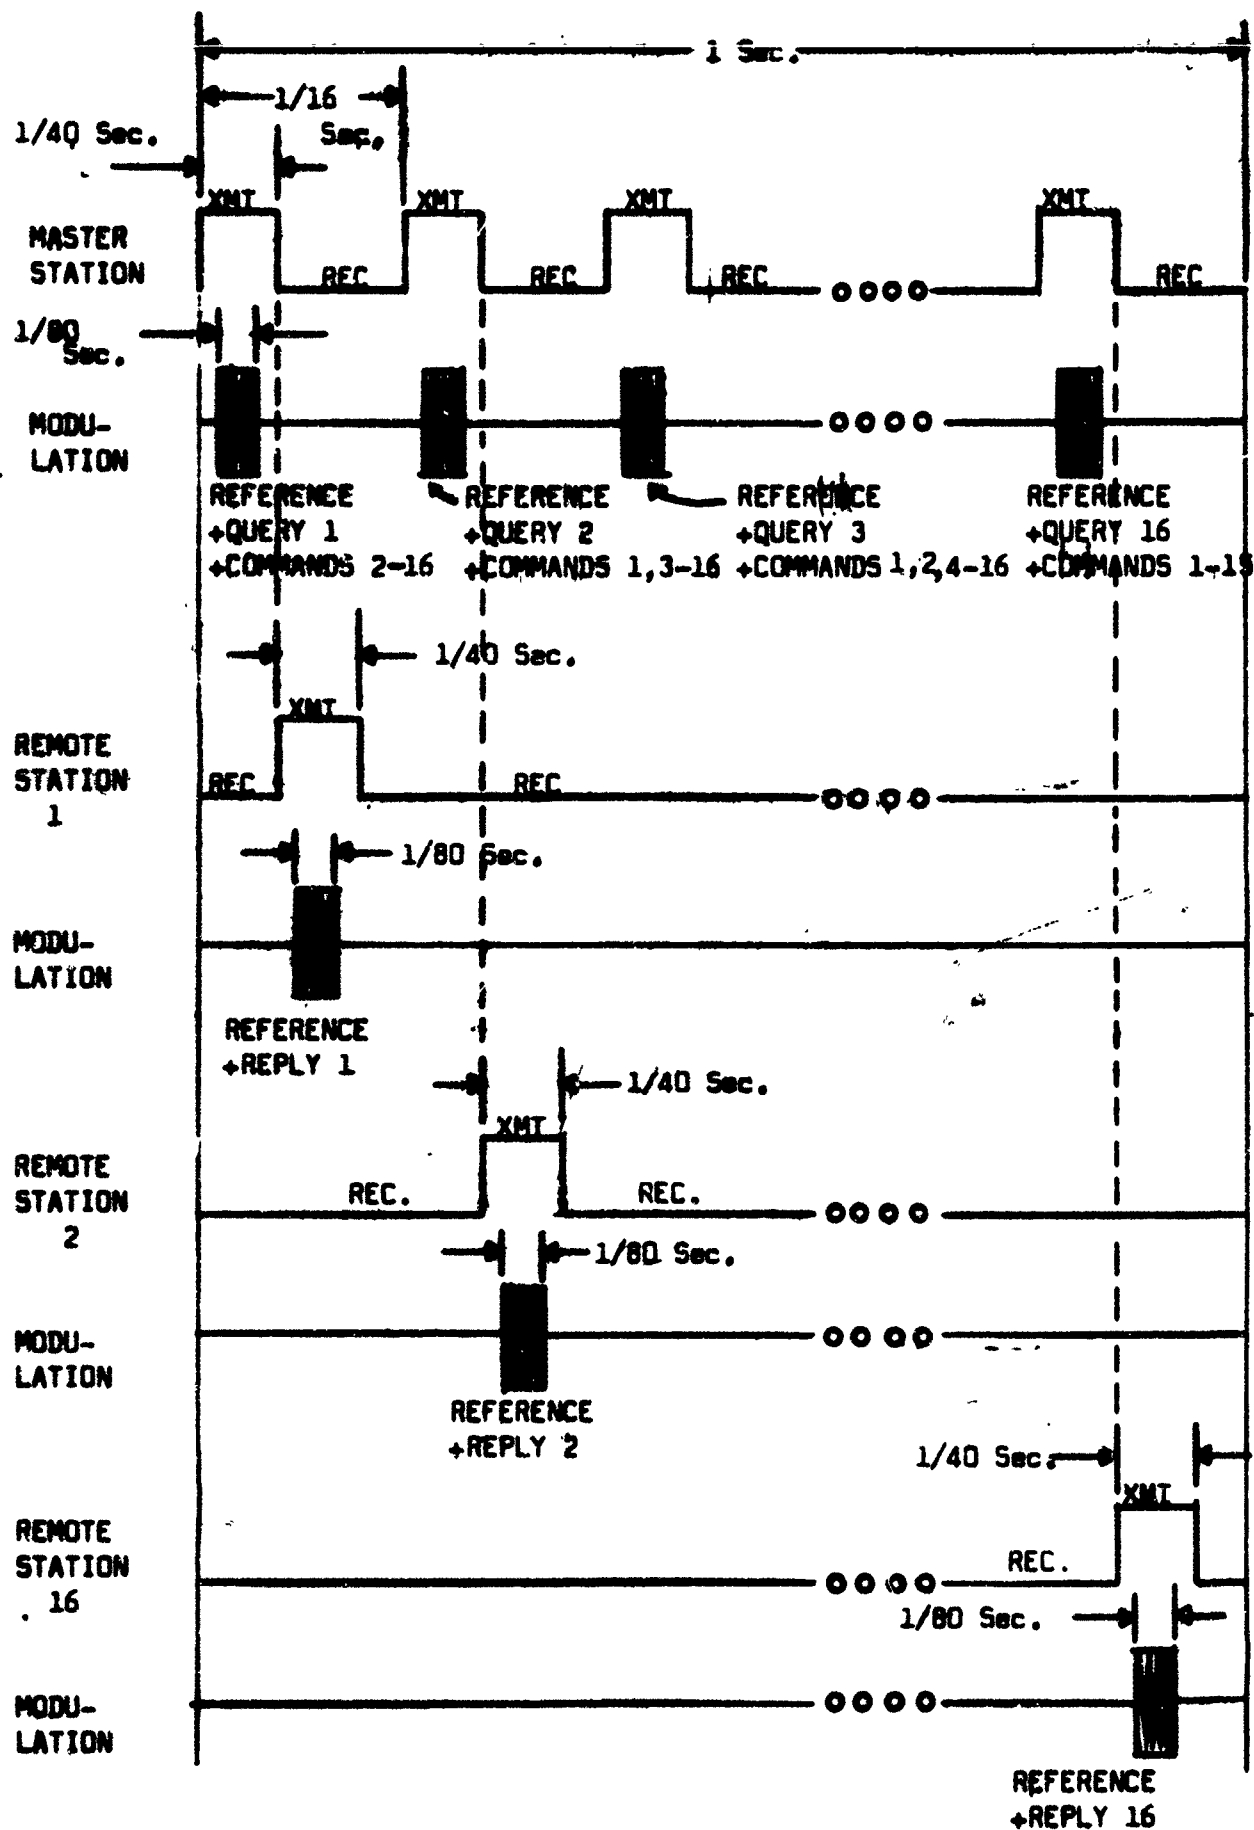 1 Sec.
1/16
Sec.
1/40 Sec.
XMT XMT XMT XMT
MASTER
STATION
REC REC REC REC
1/80
Sec.
MODU-
LATION
REFERENCE
+QUERY 1
+COMMANDS 2-16
REFERENCE
+QUERY 2
+COMMANDS 1,3-16
REFERENCE
+QUERY 3
+COMMANDS 1,2,4-16
REFERENCE
+QUERY 16
+COMMANDS 1-15
1/40 Sec.
XMT
REMOTE
STATION
1
REC REC
1/80 Sec.
MODU-
LATION
REFERENCE
+REPLY 1
1/40 Sec.
XMT
REMOTE
STATION
2
REC. REC.
1/80 Sec.
MODU-
LATION
REFERENCE
+REPLY 2
1/40 Sec.
XMT
REMOTE
STATION
16
REC.
1/80 Sec.
MODU-
LATION
REFERENCE
+REPLY 16